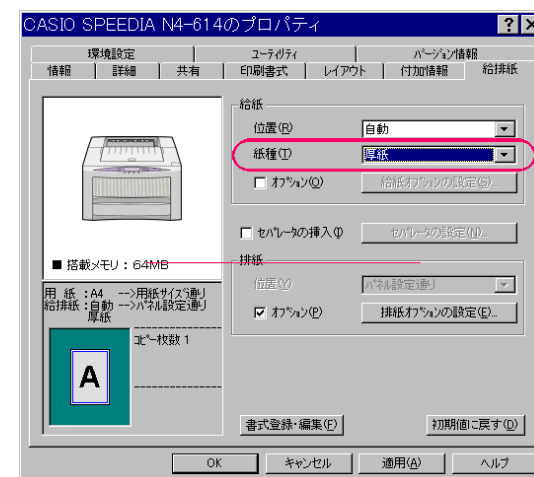 CASIO SPEEDIA N4-614のプロパティ
環境設定 ユーティリティ バージョン情報
情報 詳細 共有 印刷書式 レイアウト 付加情報 給排紙
給紙
位置(R) 自動
紙種(T) 厚紙
オプション(O) 給紙オプションの設定(S)...
セパレータの挿入(I) セパレータの設定(N)...
■ 搭載メモリ：64MB
排紙
位置(Y) パネル設定通り
オプション(P) 排紙オプションの設定(E)...
用 紙 ：A4 -->用紙サイズ通り
給排紙：自動 -->パネル設定通り
厚紙
コピー枚数 1
A
書式登録・編集(F) 初期値に戻す(D)
OK キャンセル 適用(A) ヘルプ